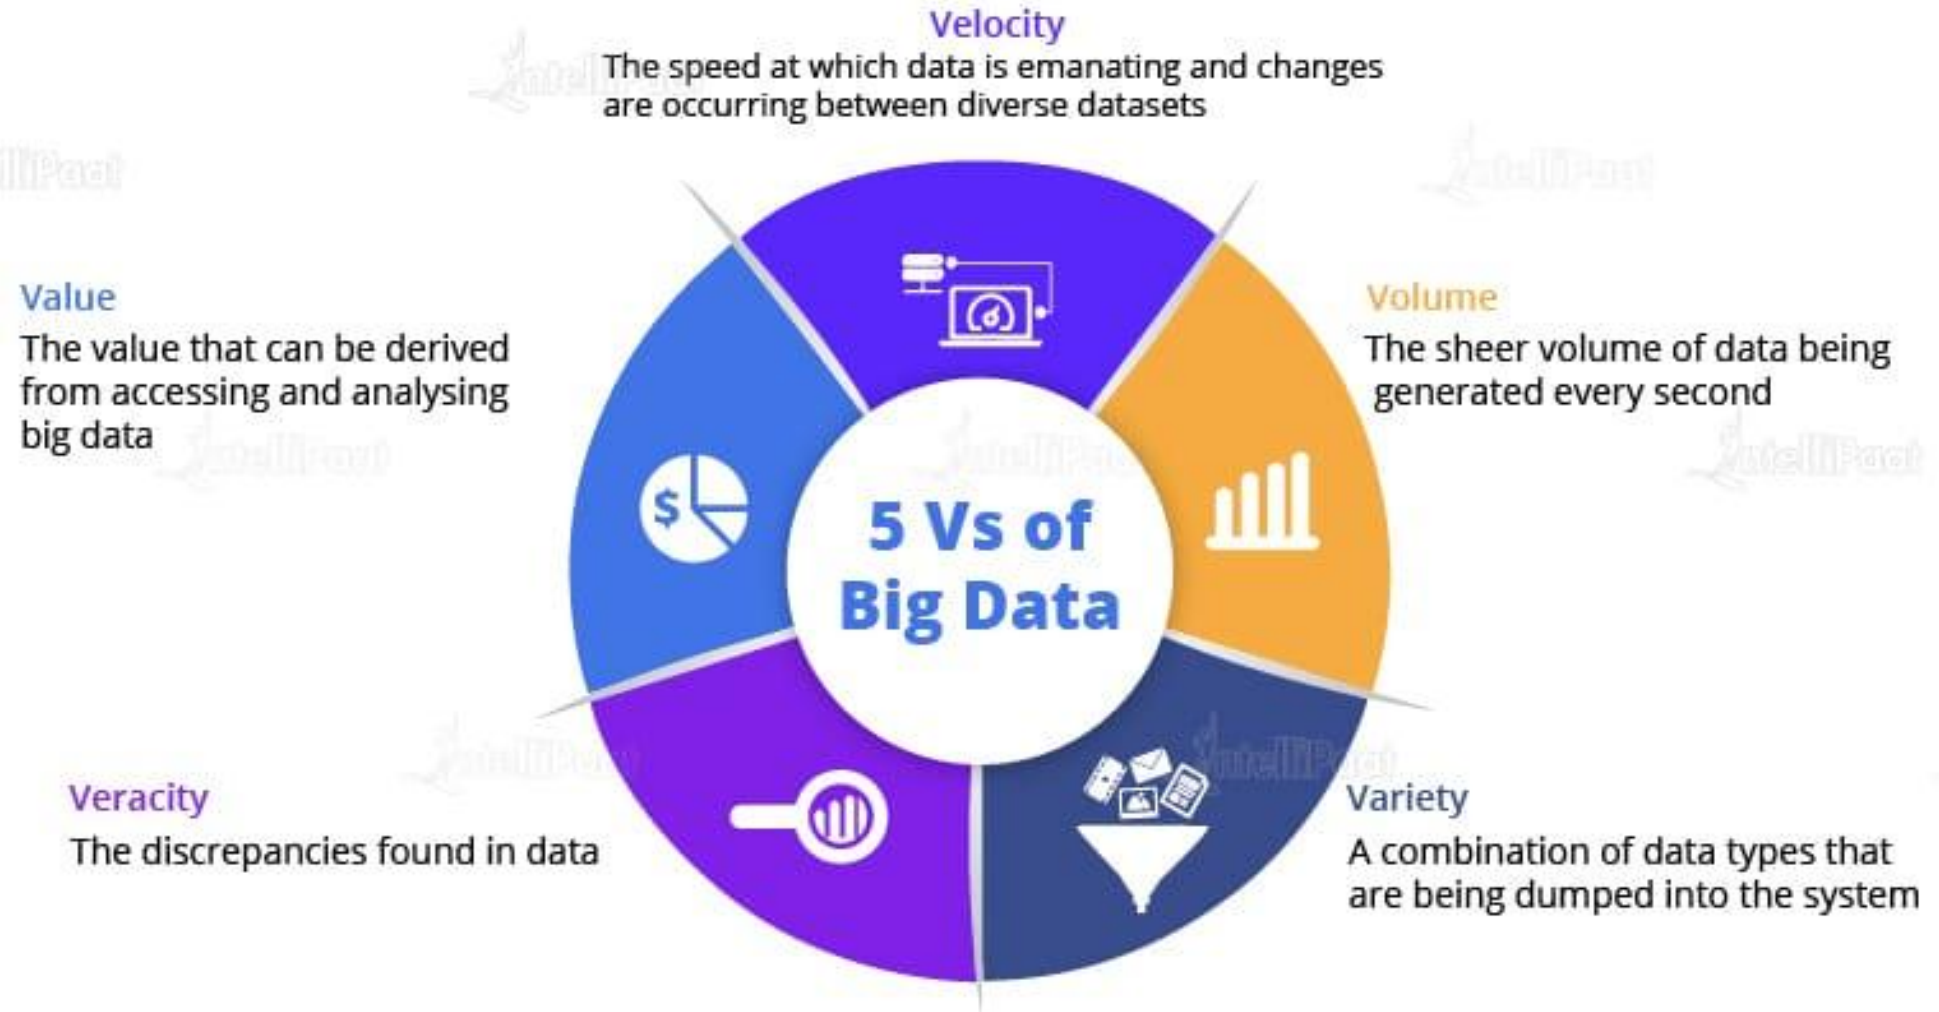 Velocity
The speed at which data is emanating and changes
are occurring between diverse datasets
Value
The value that can be derived
from accessing and analysing
big data
Volume
The sheer volume of data being
generated every second
$
5 Vs of
Big Data
Veracity
The discrepancies found in data
Variety
A combination of data types that
are being dumped into the system
IntelliPaat